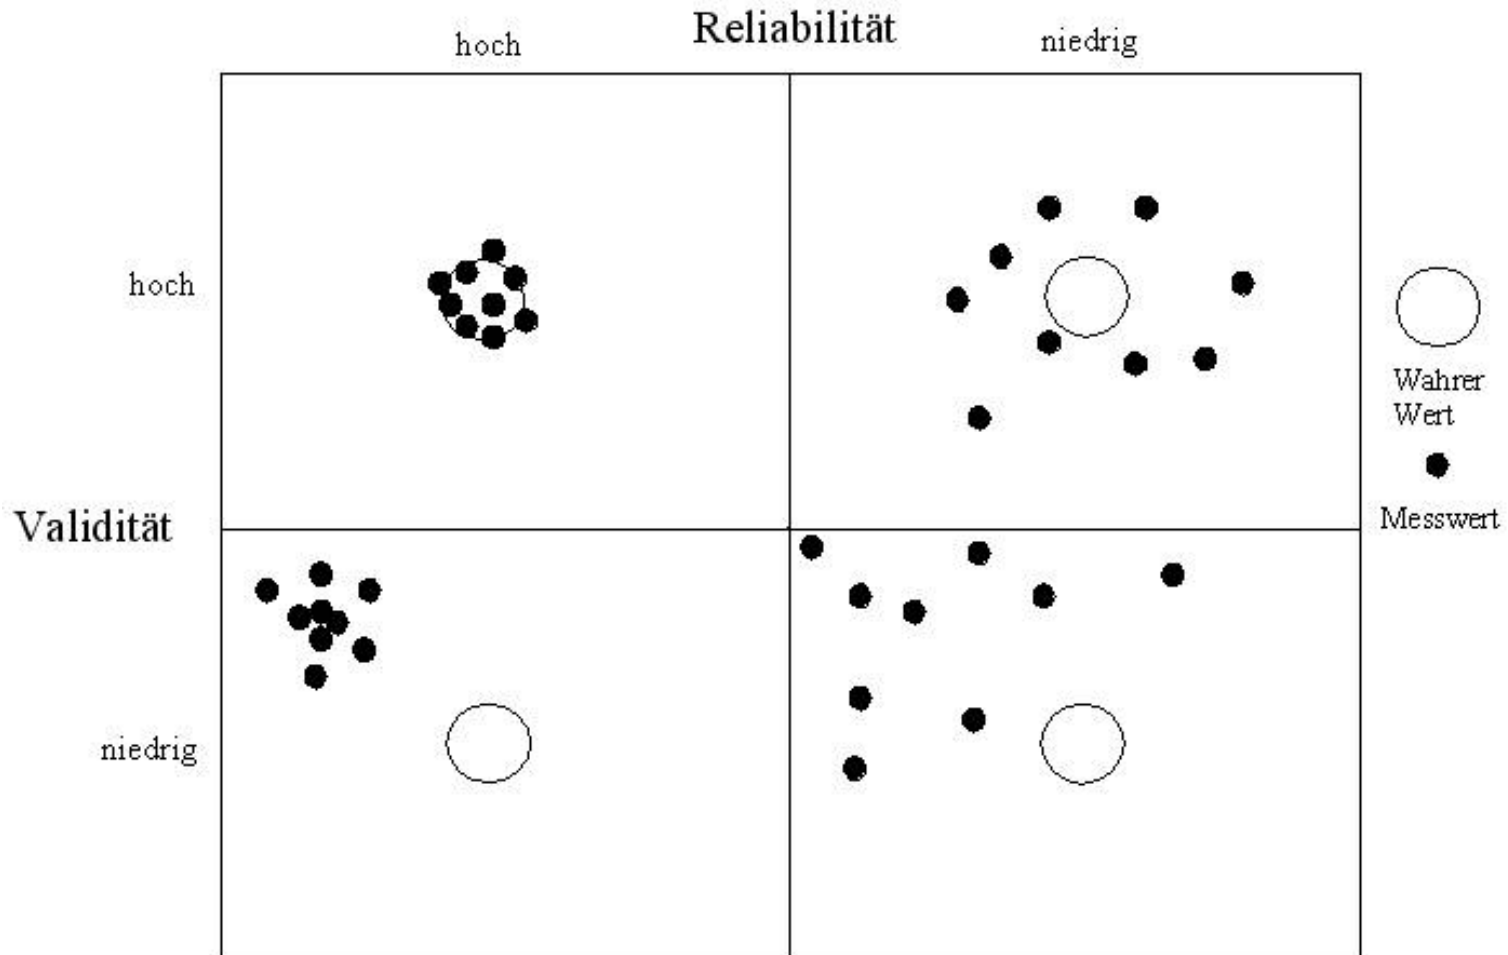 Reliabilität
hoch
niedrig
hoch
Wahrer
Wert
Messwert
Validität
niedrig